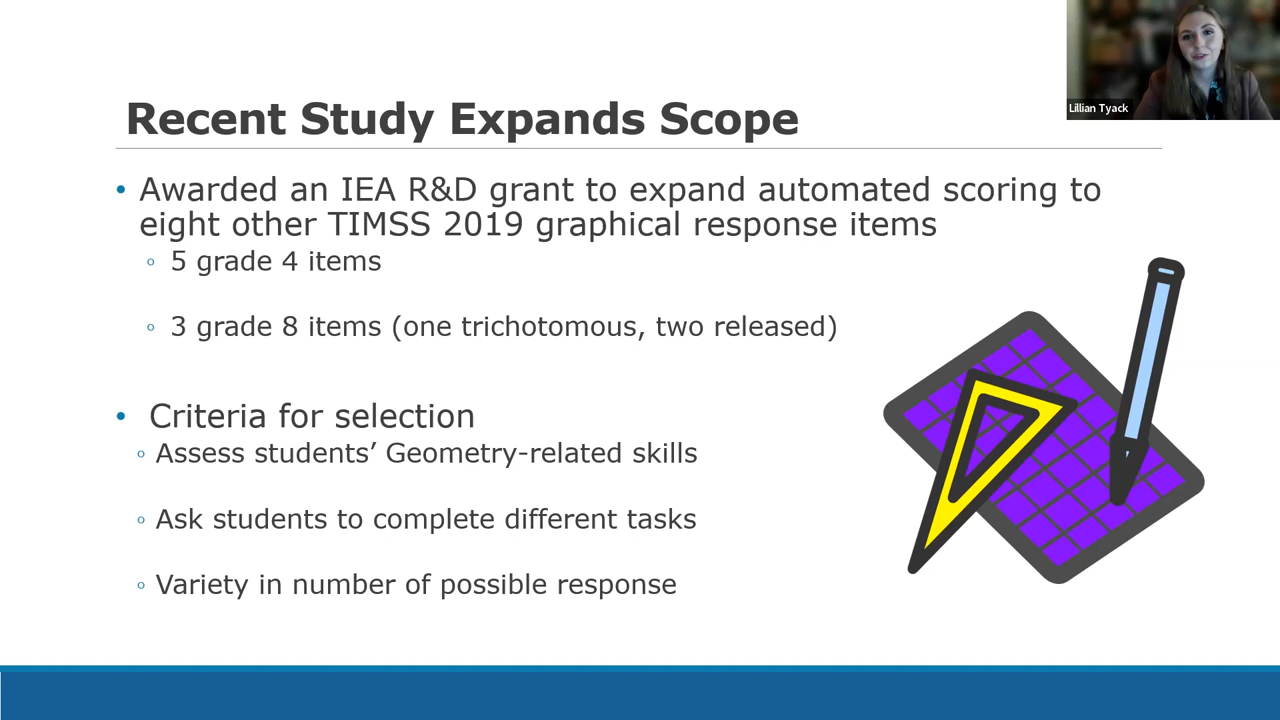 Lillian Tyack
Recent Study Expands Scope
• Awarded an IEA R&D grant to expand automated scoring to
eight other TIMSS 2019 graphical response items
◦ 5 grade 4 items
◦ 3 grade 8 items (one trichotomous, two released)
• Criteria for selection
◦ Assess students’ Geometry-related skills
◦ Ask students to complete different tasks
◦ Variety in number of possible response